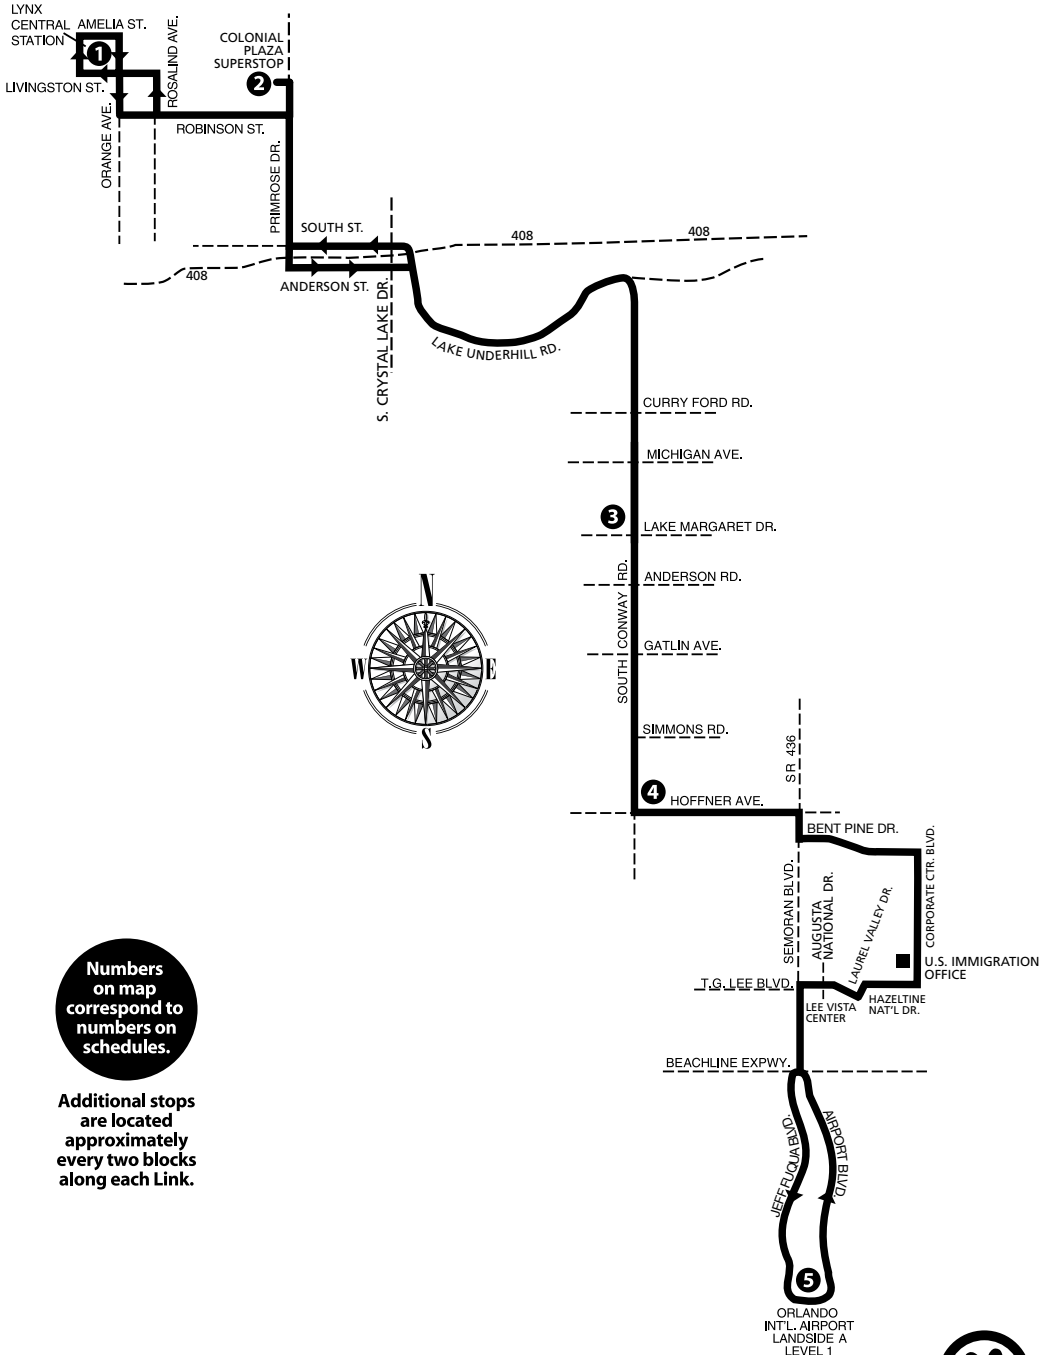 LYNX
CENTRAL
STATION
AMELIA ST.
ROSALIND AVE.
1
LIVINGSTON ST.
ORANGE AVE.
COLONIAL
PLAZA
SUPERSTOP
2
ROBINSON ST.
PRIMROSE DR.
SOUTH ST.
408
408
408
ANDERSON ST.
S. CRYSTAL LAKE DR.
LAKE UNDERHILL RD.
CURRY FORD RD.
MICHIGAN AVE.
3
LAKE MARGARET DR.
ANDERSON RD.
SOUTH CONWAY RD.
GATLIN AVE.
N
W
E
S
SIMMONS RD.
SR 436
4
HOFFNER AVE.
BENT PINE DR.
SEMORAN BLVD.
AUGUSTA
NATIONAL DR.
LAUREL VALLEY DR.
CORPORATE CTR. BLVD.
U.S. IMMIGRATION
OFFICE
T.G. LEE BLVD.
LEE VISTA
CENTER
HAZELTINE
NAT'L DR.
BEACHLINE EXPWY.
JEFF FUQUA BLVD.
AIRPORT BLVD.
5
ORLANDO
INT'L. AIRPORT
LANDSIDE A
LEVEL 1
Numbers
on map
correspond to
numbers on
schedules.
Additional stops
are located
approximately
every two blocks
along each Link.